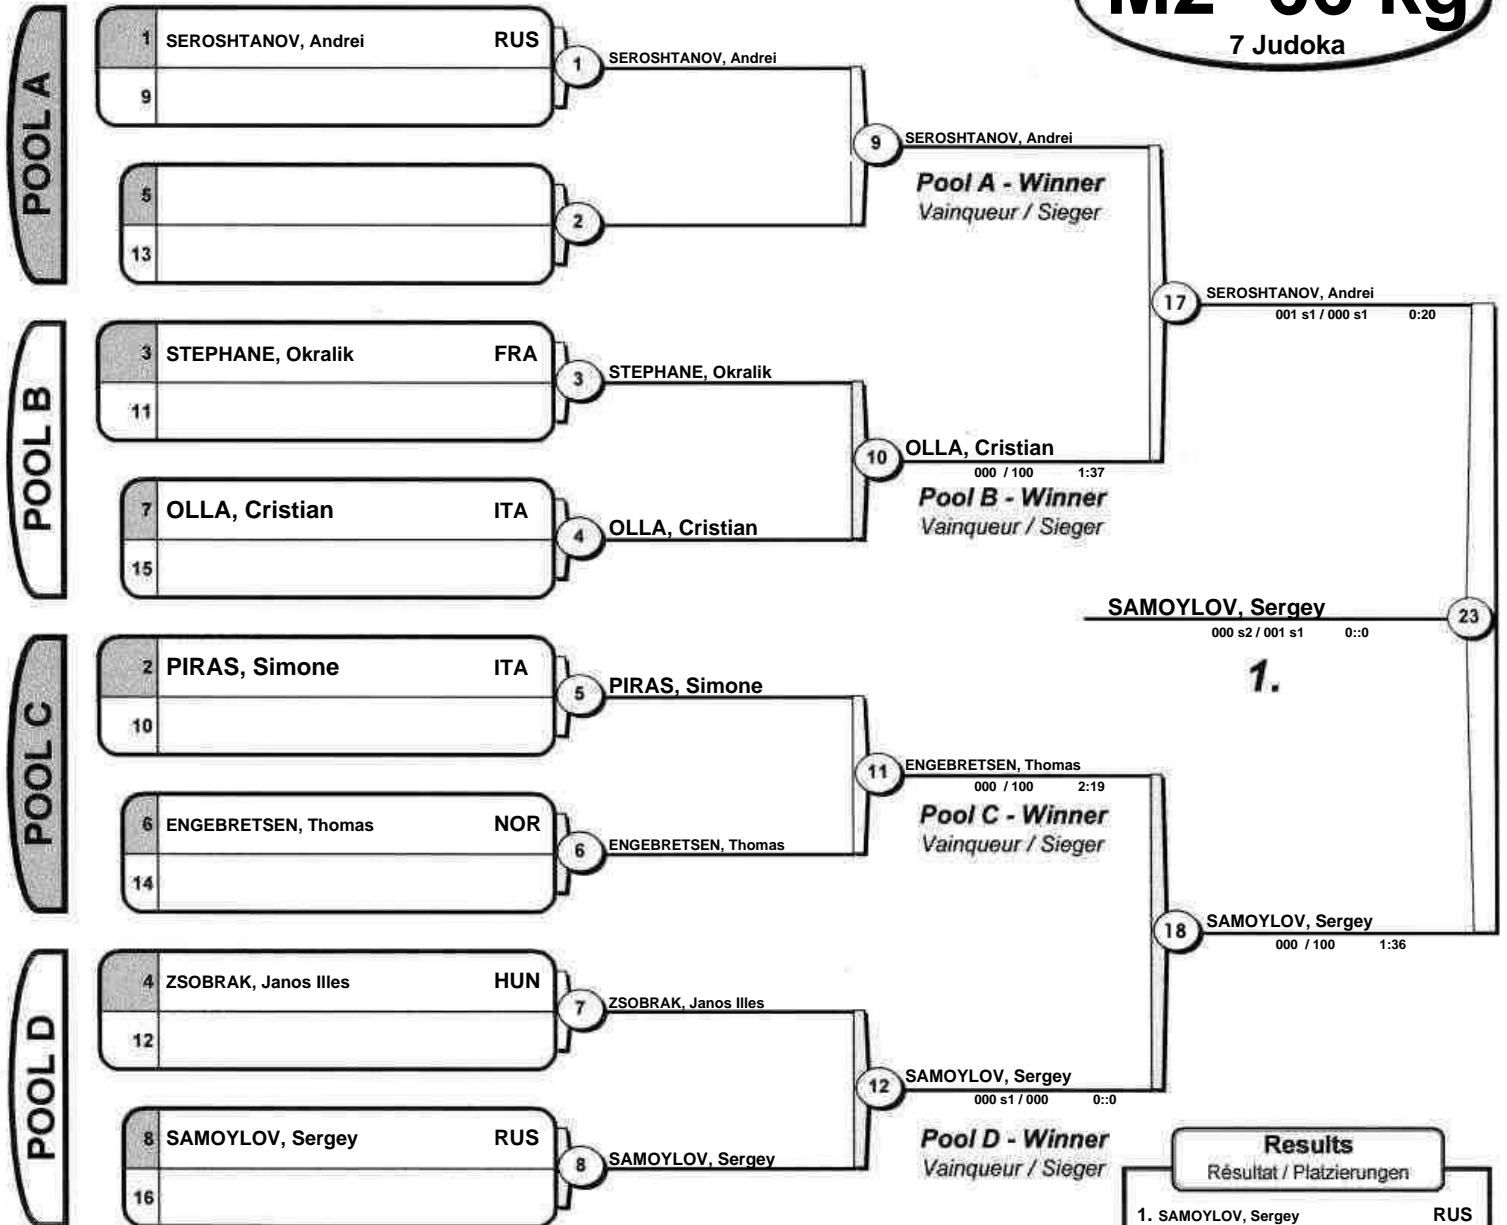 M2 -66 kg
7 Judoka
POOL A
1 SEROSHTANOV, Andrei RUS
9
5
13
1 SEROSHTANOV, Andrei
2
9 SEROSHTANOV, Andrei
Pool A - Winner
Vainqueur / Sieger
POOL B
3 STEPHANE, Okralik FRA
11
7 OLLA, Cristian ITA
15
3 STEPHANE, Okralik
4 OLLA, Cristian
10 OLLA, Cristian
000 / 100 1:37
Pool B - Winner
Vainqueur / Sieger
17 SEROSHTANOV, Andrei
001 s1 / 000 s1 0:20
SAMOYLOV, Sergey 23
000 s2 / 001 s1 0::0
1.
POOL C
2 PIRAS, Simone ITA
10
6 ENGEBRETSEN, Thomas NOR
14
5 PIRAS, Simone
6 ENGEBRETSEN, Thomas
11 ENGEBRETSEN, Thomas
000 / 100 2:19
Pool C - Winner
Vainqueur / Sieger
18 SAMOYLOV, Sergey
000 / 100 1:36
POOL D
4 ZSOBRAK, Janos Illes HUN
12
8 SAMOYLOV, Sergey RUS
16
7 ZSOBRAK, Janos Illes
8 SAMOYLOV, Sergey
12 SAMOYLOV, Sergey
000 s1 / 000 0::0
Pool D - Winner
Vainqueur / Sieger
Results
Résultat / Platzierungen
1. SAMOYLOV, Sergey RUS